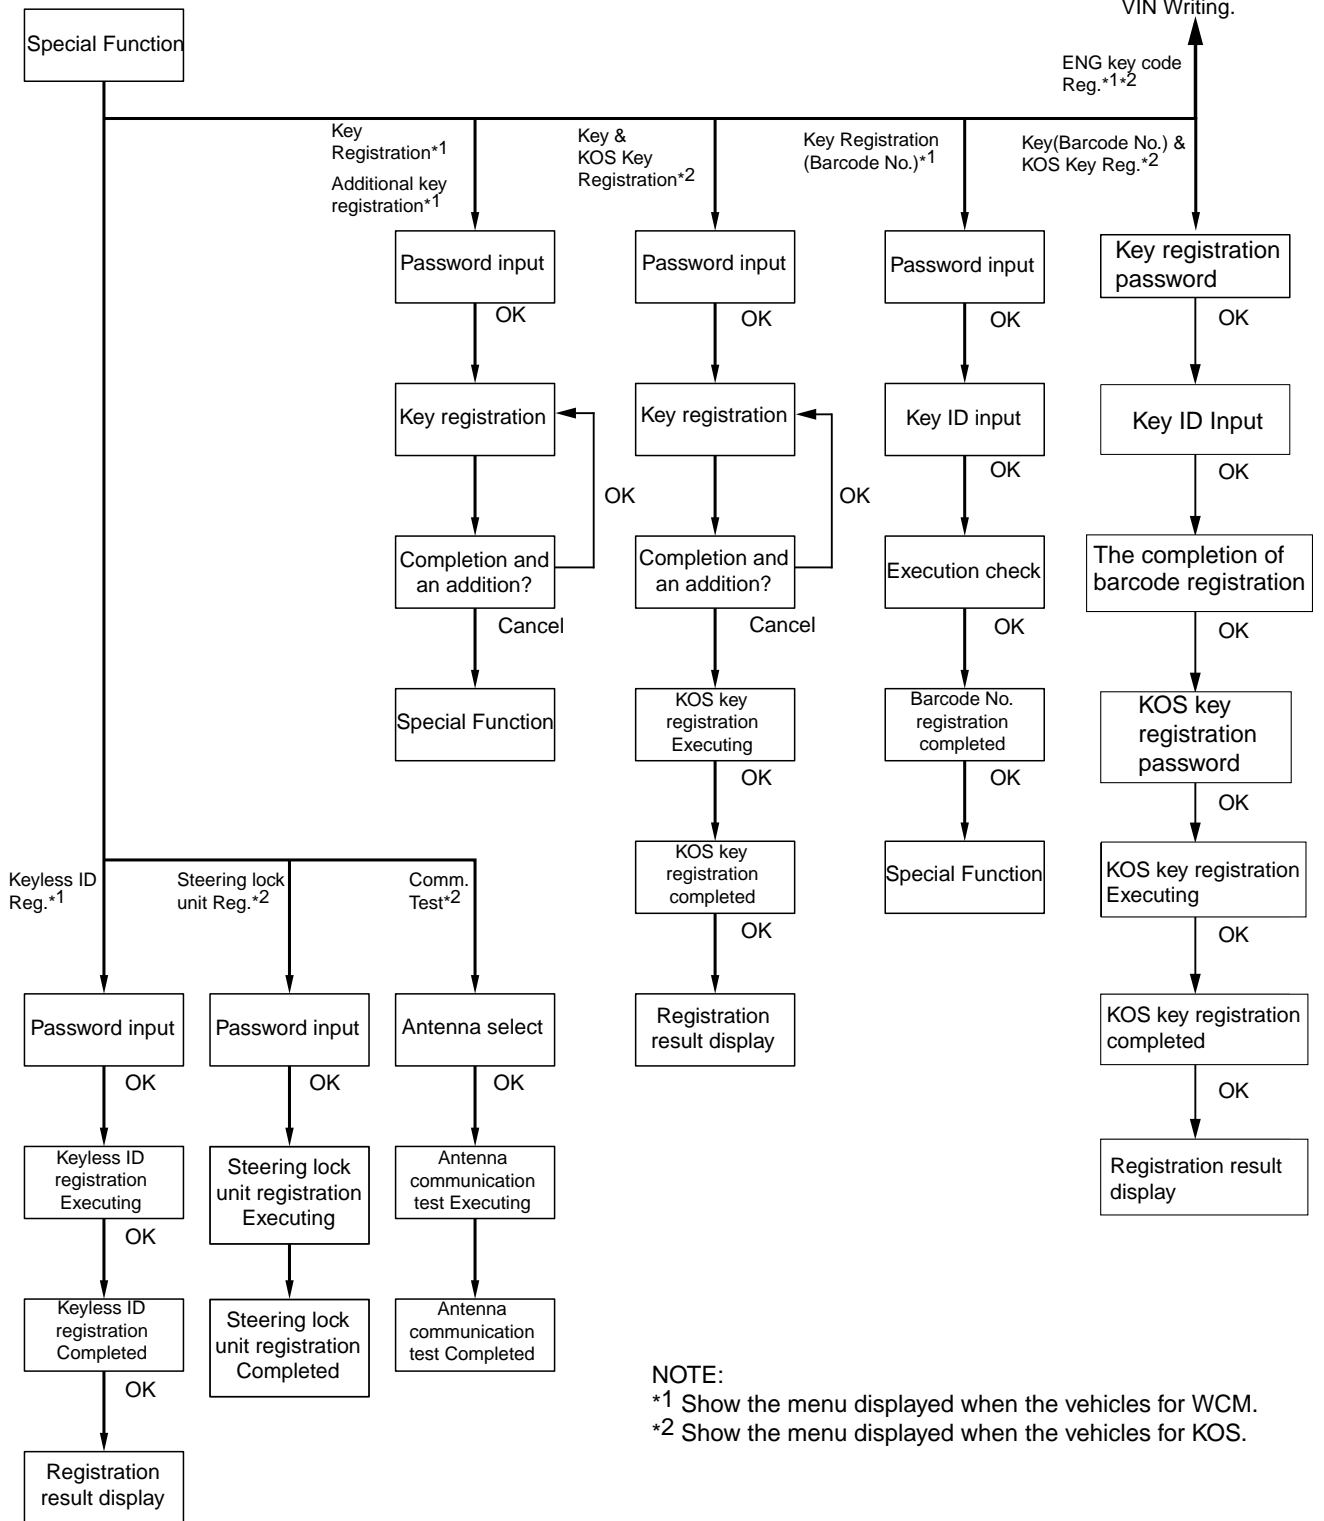 VIN Writing.
Special Function
ENG key code
Reg.*1*2
Key
Registration*1
Additional key
registration*1
Key &
KOS Key
Registration*2
Key Registration
(Barcode No.)*1
Key(Barcode No.) &
KOS Key Reg.*2
Password input
OK
Key registration
OK
Completion and
an addition?
Cancel
Special Function
Password input
OK
Key registration
OK
Completion and
an addition?
Cancel
KOS key
registration
Executing
OK
KOS key
registration
completed
OK
Registration
result display
Password input
OK
Key ID input
OK
Execution check
OK
Barcode No.
registration
completed
OK
Special Function
Key registration
password
OK
Key ID Input
OK
The completion of
barcode registration
OK
KOS key
registration
password
OK
KOS key registration
Executing
OK
KOS key registration
completed
OK
Registration result
display
Keyless ID
Reg.*1
Steering lock
unit Reg.*2
Comm.
Test*2
Password input
OK
Keyless ID
registration
Executing
OK
Keyless ID
registration
Completed
OK
Registration
result display
Password input
OK
Steering lock
unit registration
Executing
Steering lock
unit registration
Completed
Antenna select
OK
Antenna
communication
test Executing
Antenna
communication
test Completed
NOTE:
*1 Show the menu displayed when the vehicles for WCM.
*2 Show the menu displayed when the vehicles for KOS.